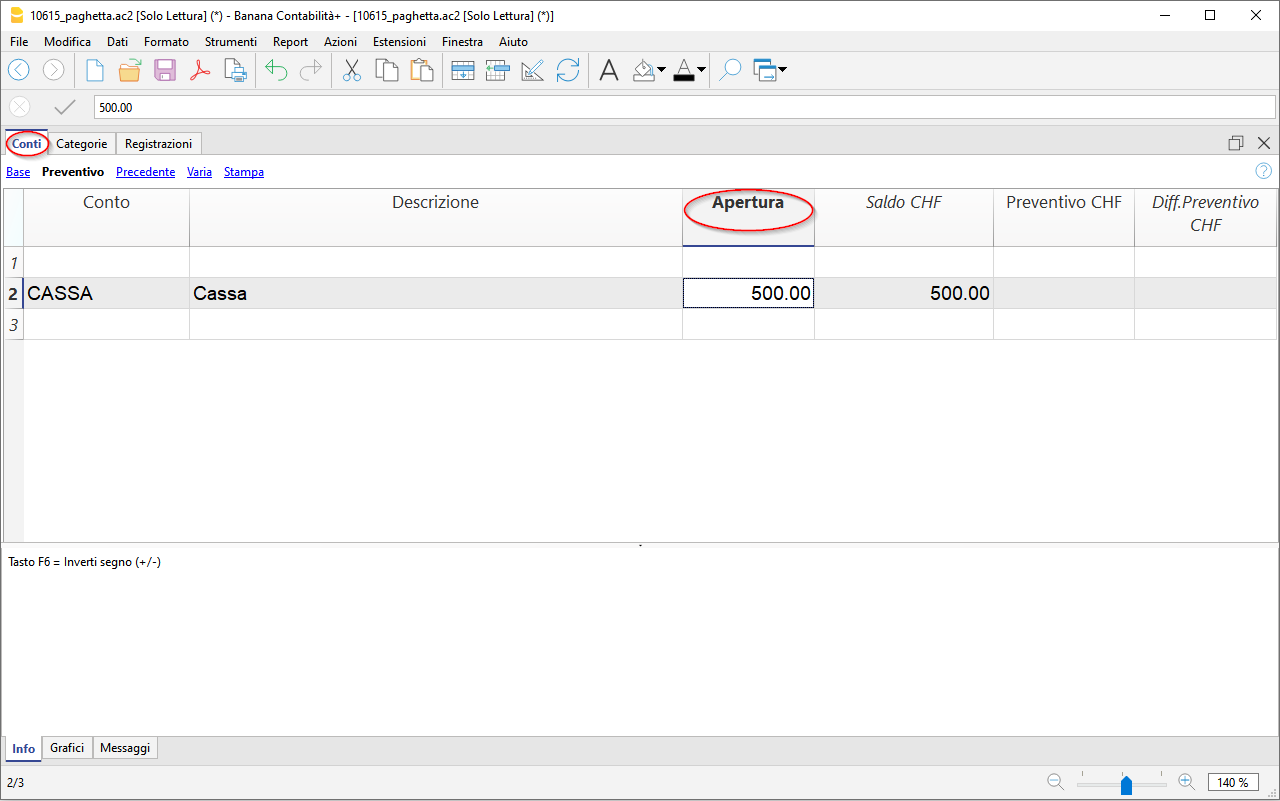 10615_paghetta.ac2 [Solo Lettura] (*) - Banana Contabilità+ - [10615_paghetta.ac2 [Solo Lettura] (*)]
File Modifica Dati Formato Strumenti Report Azioni Estensioni Finestra Aiuto
500.00
Conti Categorie Registrazioni
Base Preventivo Precedente Varia Stampa
Conto Descrizione Apertura Saldo CHF Preventivo CHF Diff.Preventivo
CHF
1
2 CASSA Cassa 500.00 500.00
3
Tasto F6 = Inverti segno (+/-)
Info Grafici Messaggi
2/3 140 %